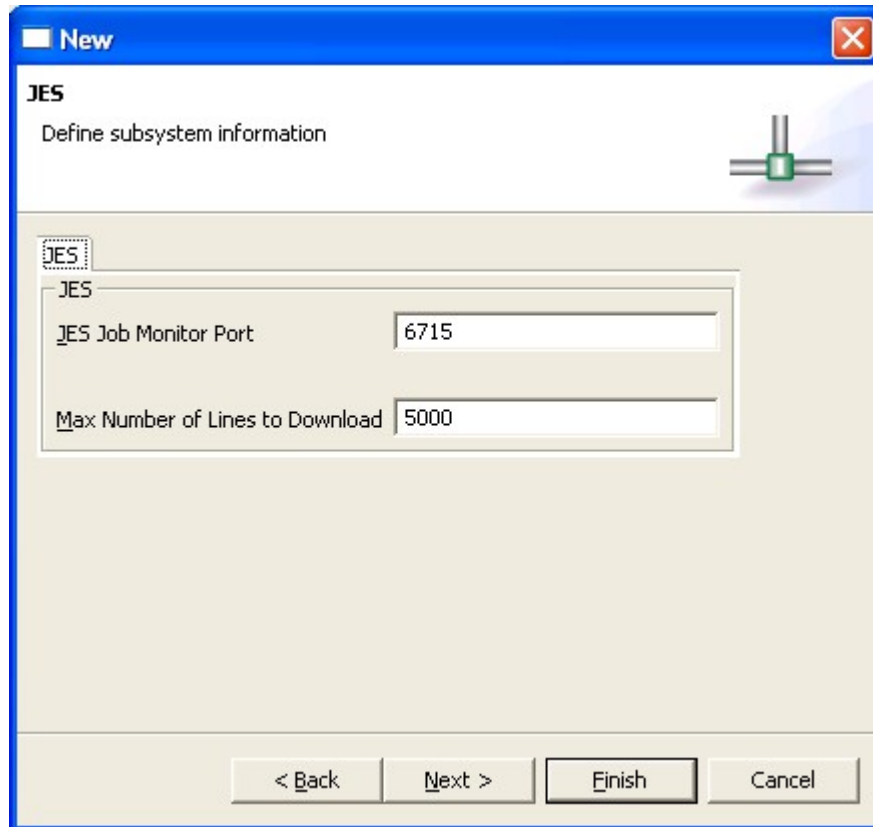 New
JES
Define subsystem information
JES
JES
JES Job Monitor Port 6715
Max Number of Lines to Download 5000
< Back Next > Finish Cancel